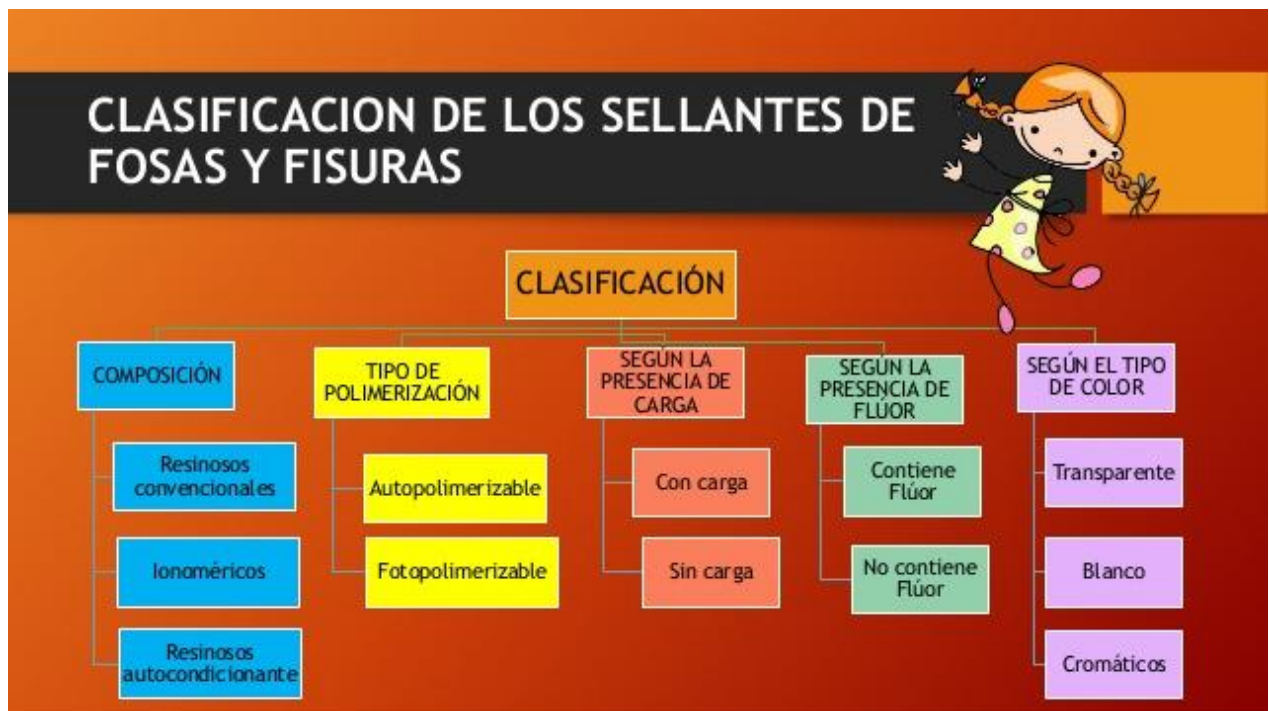 CLASIFICACION DE LOS SELLANTES DE
FOSAS Y FISURAS
CLASIFICACIÓN
COMPOSICIÓN
Resinosos
convencionales
Ionoméricos
Resinosos
autocondicionante
TIPO DE
POLIMERIZACIÓN
Autopolimerizable
Fotopolimerizable
SEGÚN LA
PRESENCIA DE
CARGA
Con carga
Sin carga
SEGÚN LA
PRESENCIA DE
FLÚOR
Contiene
Flúor
No contiene
Flúor
SEGÚN EL TIPO
DE COLOR
Transparente
Blanco
Cromáticos